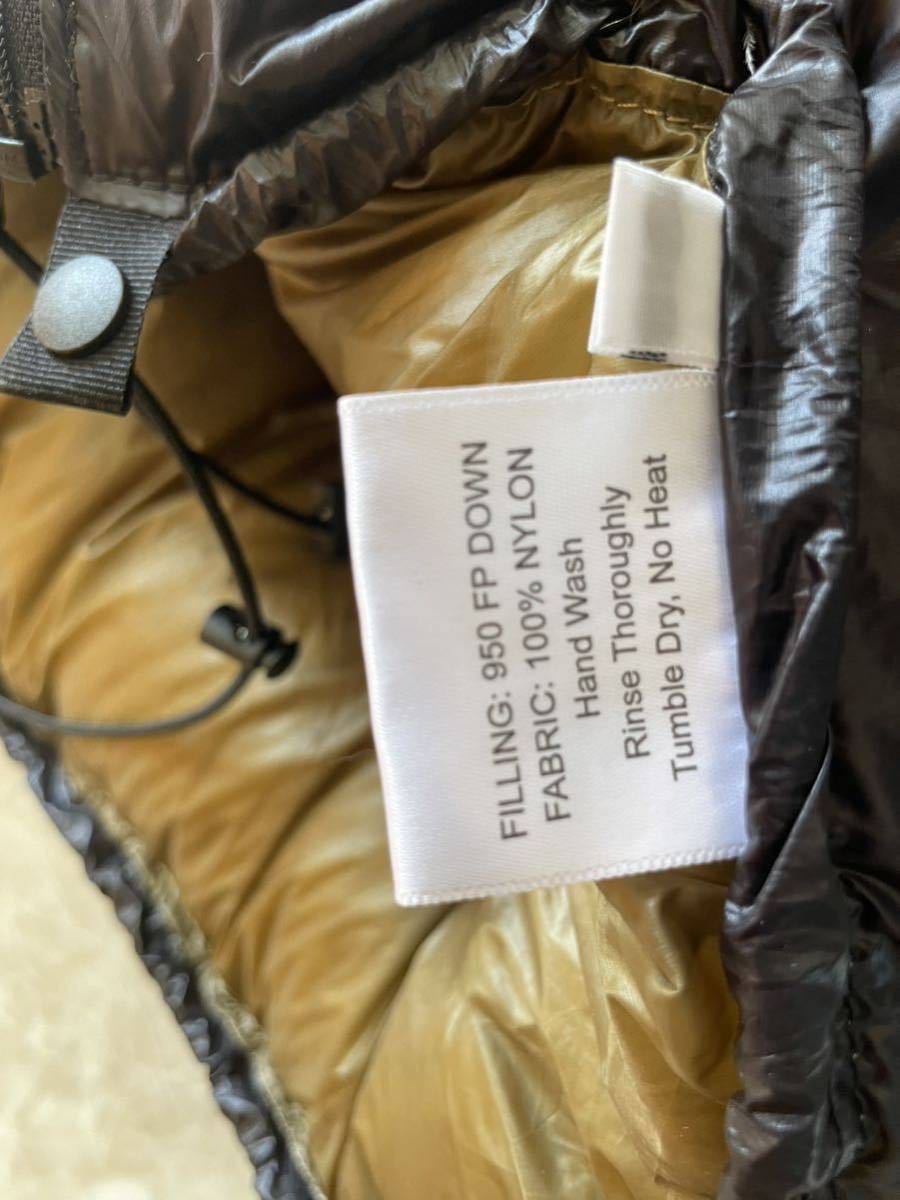 FILLING: 950 FP DOWN
FABRIC: 100% NYLON
Hand Wash
Rinse Thoroughly
Tumble Dry, No Heat